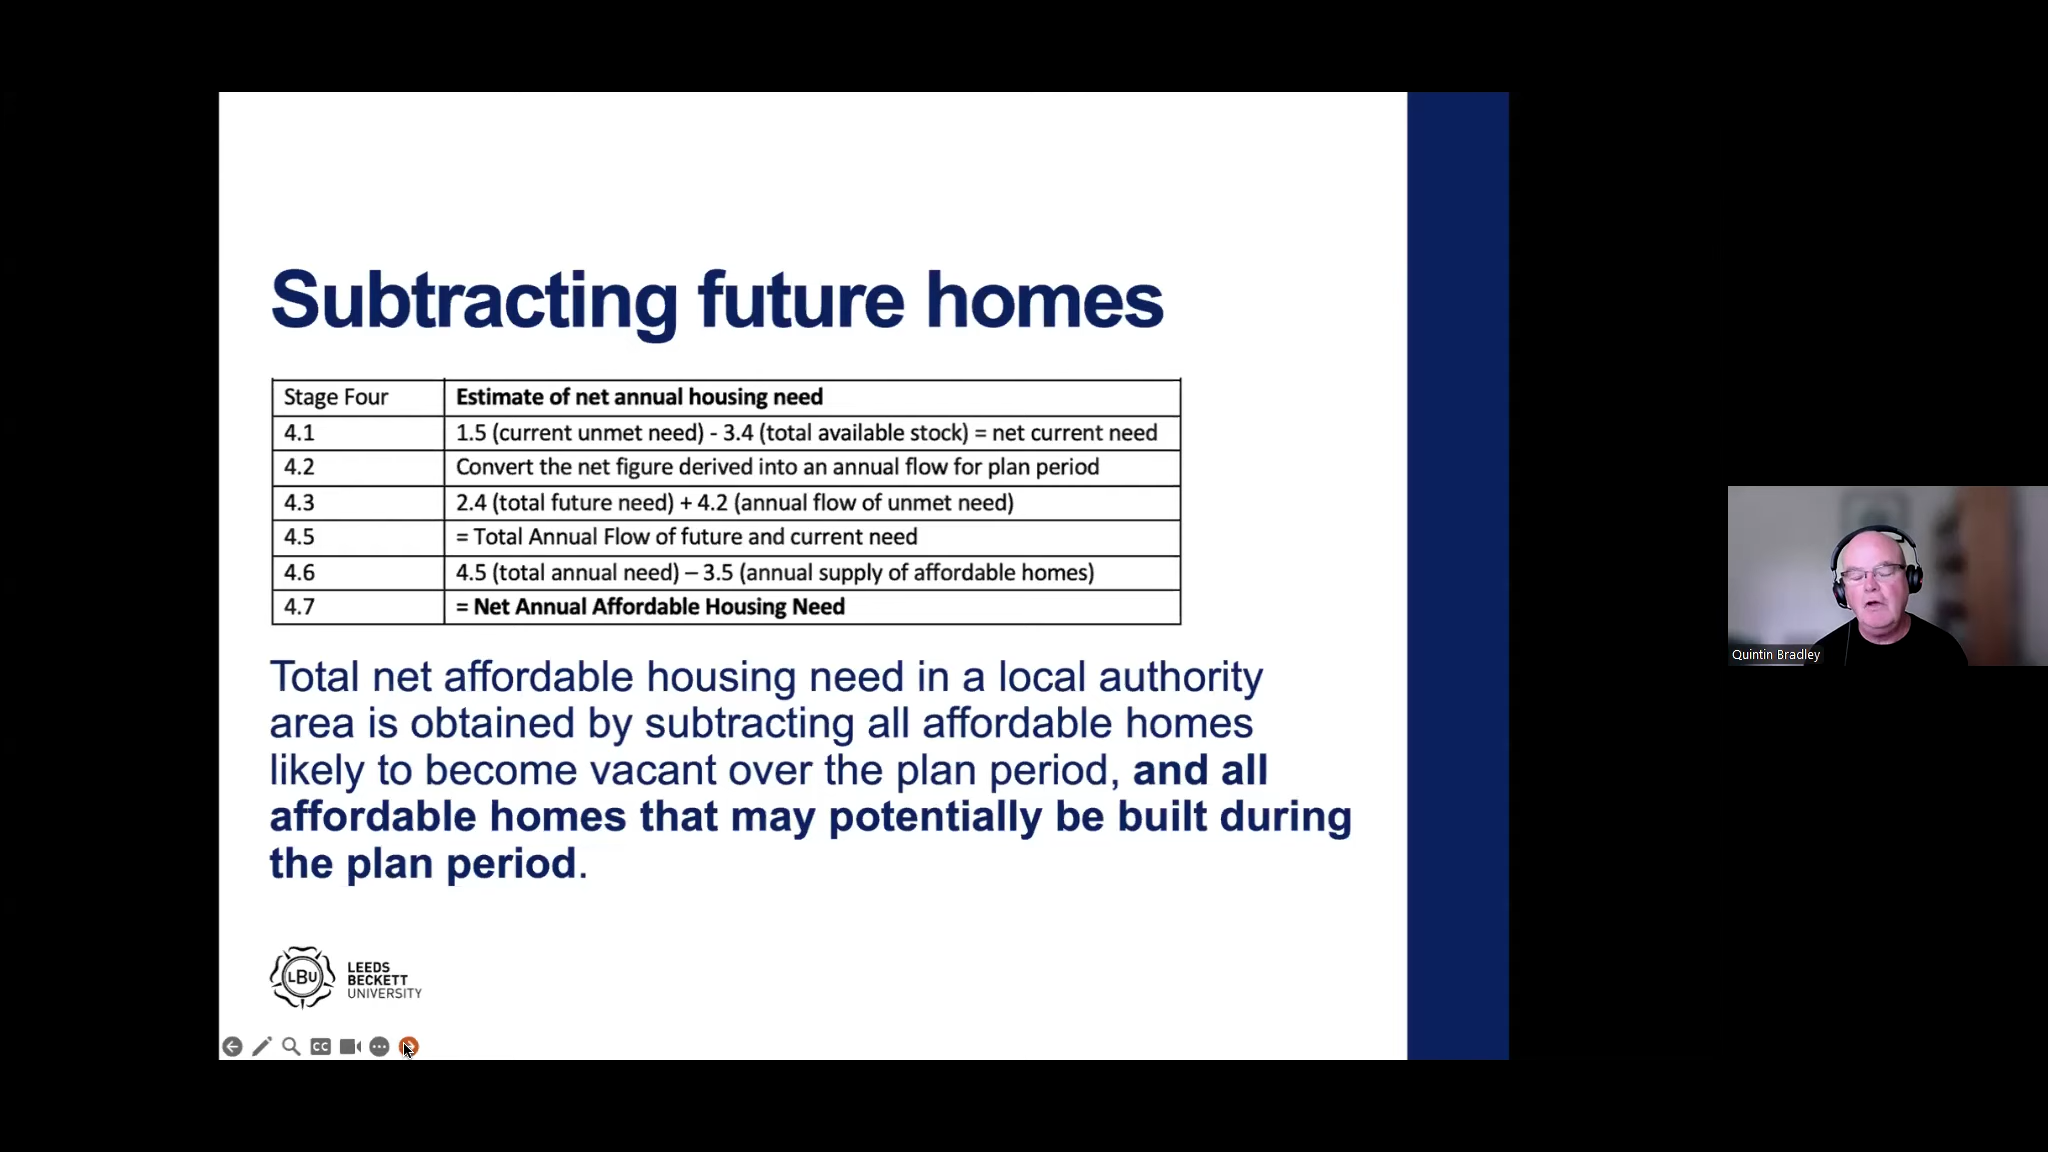 Subtracting future homes
Stage Four Estimate of net annual housing need
4.1 1.5 (current unmet need) - 3.4 (total available stock) = net current need
4.2 Convert the net figure derived into an annual flow for plan period
4.3 2.4 (total future need) + 4.2 (annual flow of unmet need)
4.5 = Total Annual Flow of future and current need
4.6 4.5 (total annual need) – 3.5 (annual supply of affordable homes)
4.7 = Net Annual Affordable Housing Need
Total net affordable housing need in a local authority
area is obtained by subtracting all affordable homes
likely to become vacant over the plan period, and all
affordable homes that may potentially be built during
the plan period.
LBU
LEEDS
BECKETT
UNIVERSITY
CC
Quintin Bradley